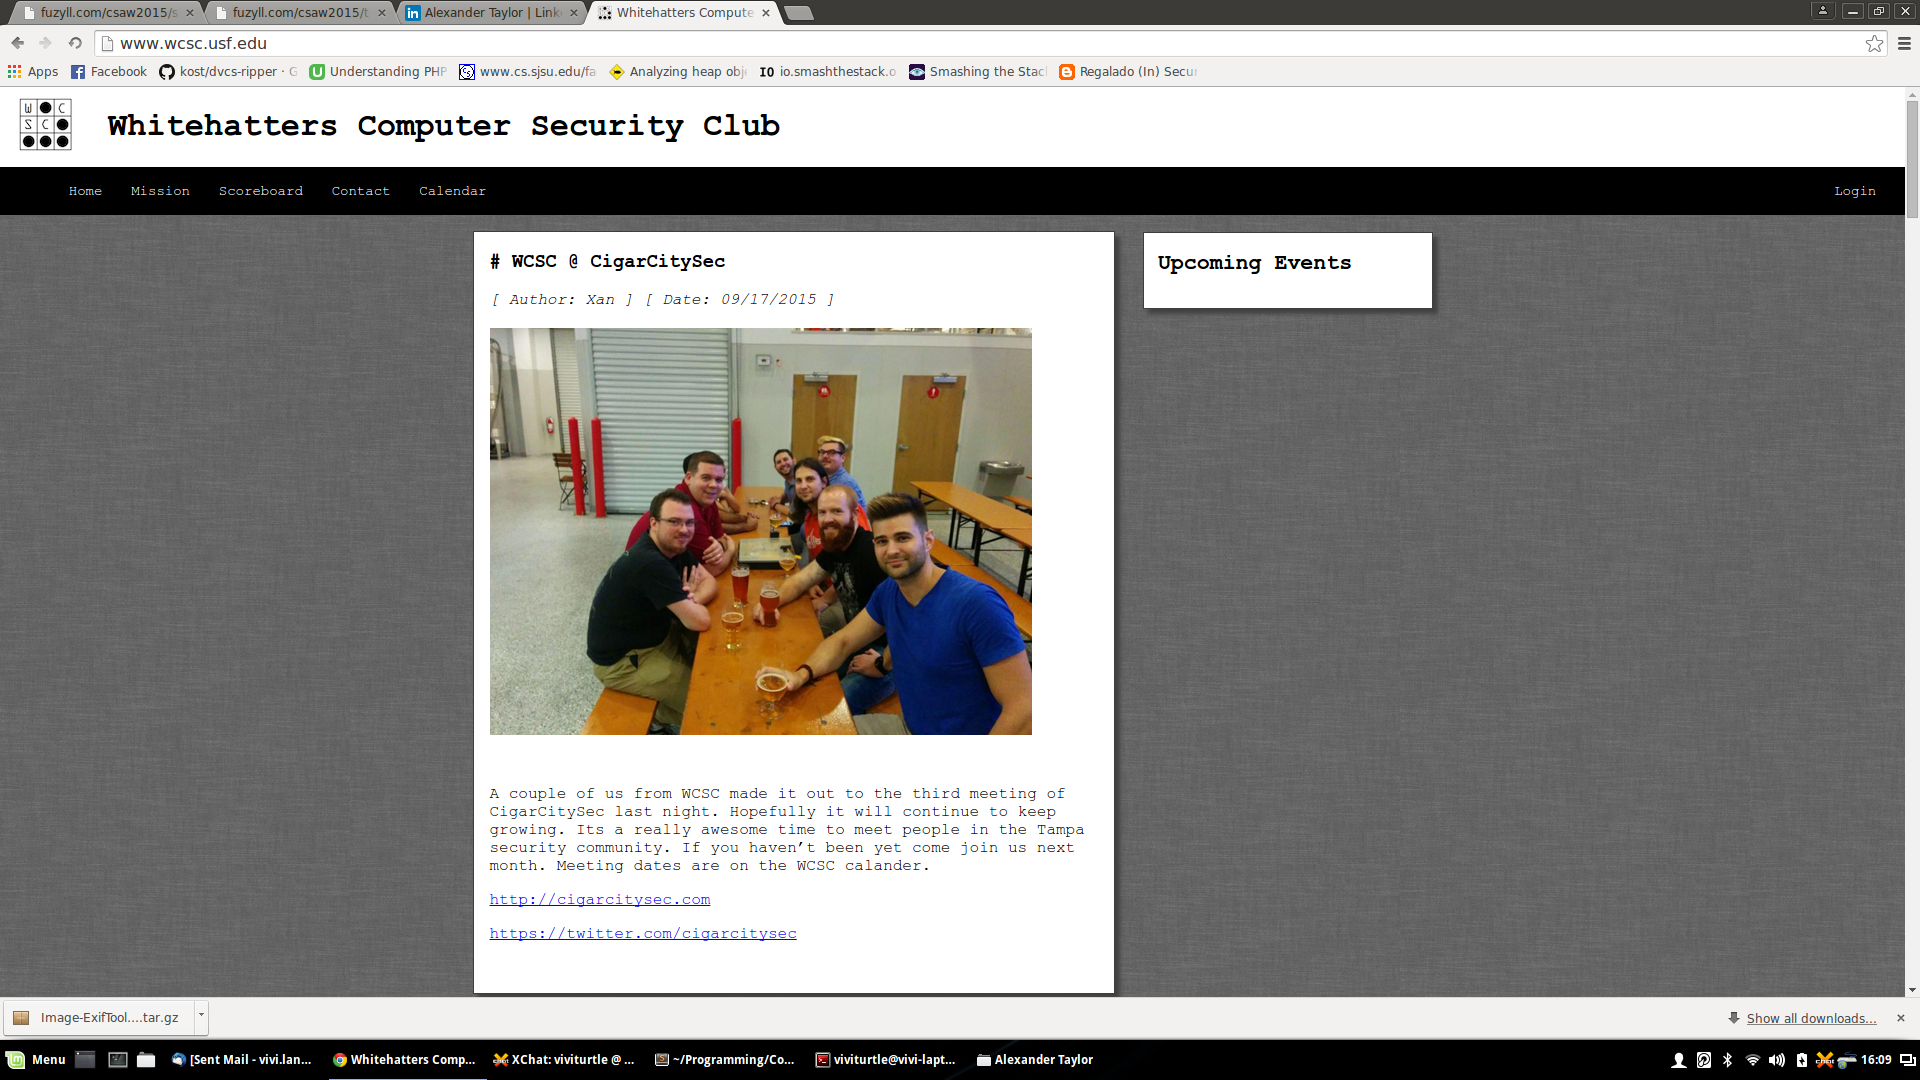 fuzyll.com/csaw2015/s
fuzyll.com/csaw2015/t
Alexander Taylor | Link
Whitehatters Compute
www.wcsc.usf.edu
Apps
Facebook
kost/dvcs-ripper · G
Understanding PHP
www.cs.sjsu.edu/fa
Analyzing heap obj
IO io.smashthestack.o
Smashing the Stac
Regalado (In) Secur
W C
S C
Whitehatters Computer Security Club
Home Mission Scoreboard Contact Calendar Login
# WCSC @ CigarCitySec
Upcoming Events
[ Author: Xan ] [ Date: 09/17/2015 ]
A couple of us from WCSC made it out to the third meeting of
CigarCitySec last night. Hopefully it will continue to keep
growing. Its a really awesome time to meet people in the Tampa
security community. If you haven’t been yet come join us next
month. Meeting dates are on the WCSC calander.
http://cigarcitysec.com
https://twitter.com/cigarcitysec
Image-ExifTool....tar.gz
Show all downloads...
Menu
[Sent Mail - vivi.lan...
Whitehatters Comp...
XChat: viviturtle @ ...
~/Programming/Co...
viviturtle@vivi-lapt...
Alexander Taylor
16:09